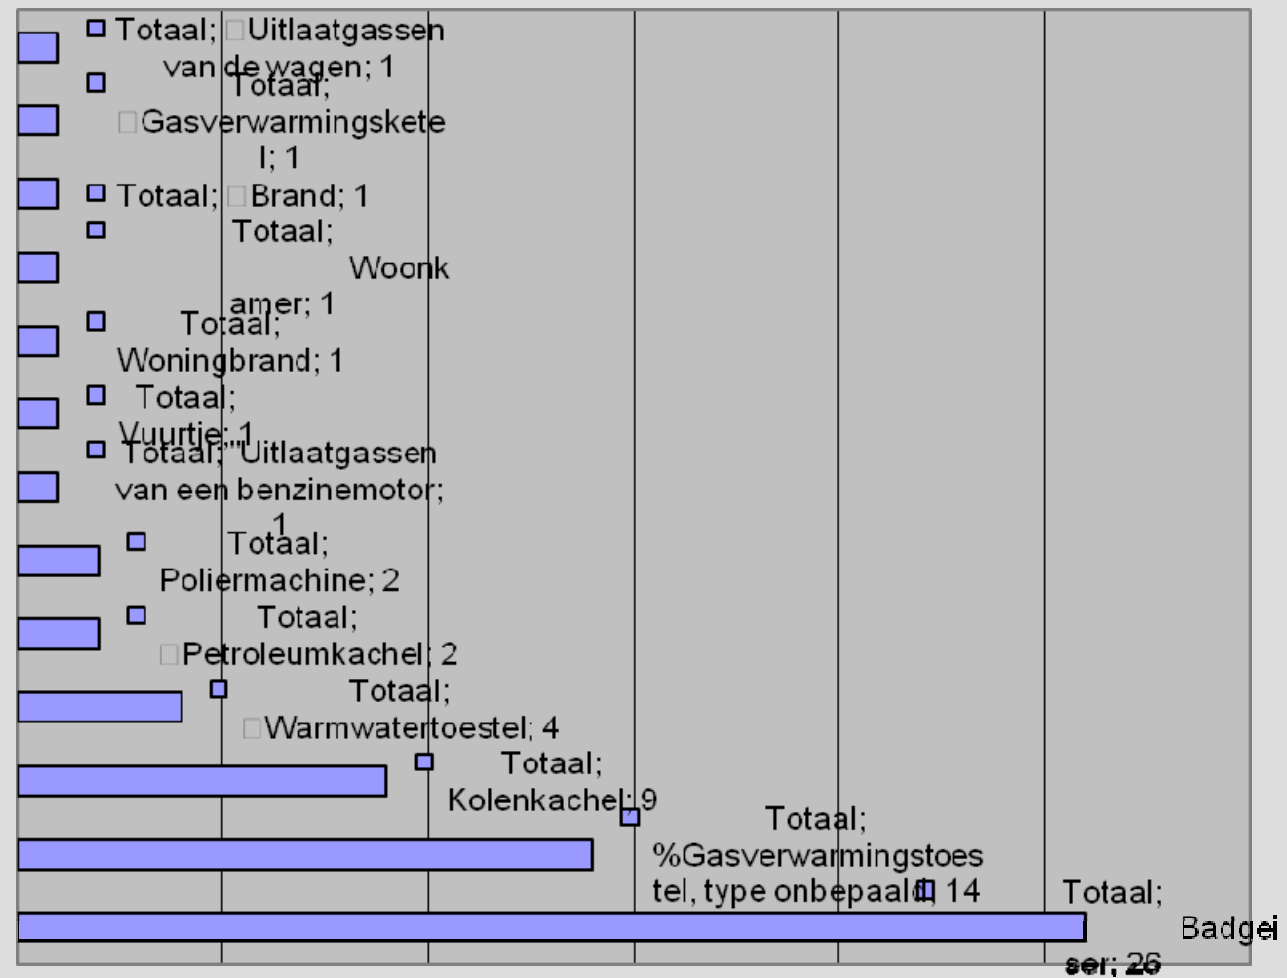 Totaal; Uitlaatgassen
van de wagen; 1
Totaal;
Gasverwarmingskete
l; 1
Totaal; Brand; 1
Totaal;
Woonk
amer; 1
Totaal;
Woningbrand; 1
Totaal;
Vuurtje; 1
Totaal; "Uitlaatgassen
van een benzinemotor;
1
Totaal;
Poliermachine; 2
Totaal;
Petroleumkachel; 2
Totaal;
Warmwatertoestel; 4
Totaal;
Kolenkachel; 9
Totaal;
%Gasverwarmingstoes
tel, type onbepaald; 14
Totaal;
Badgei
ser; 26